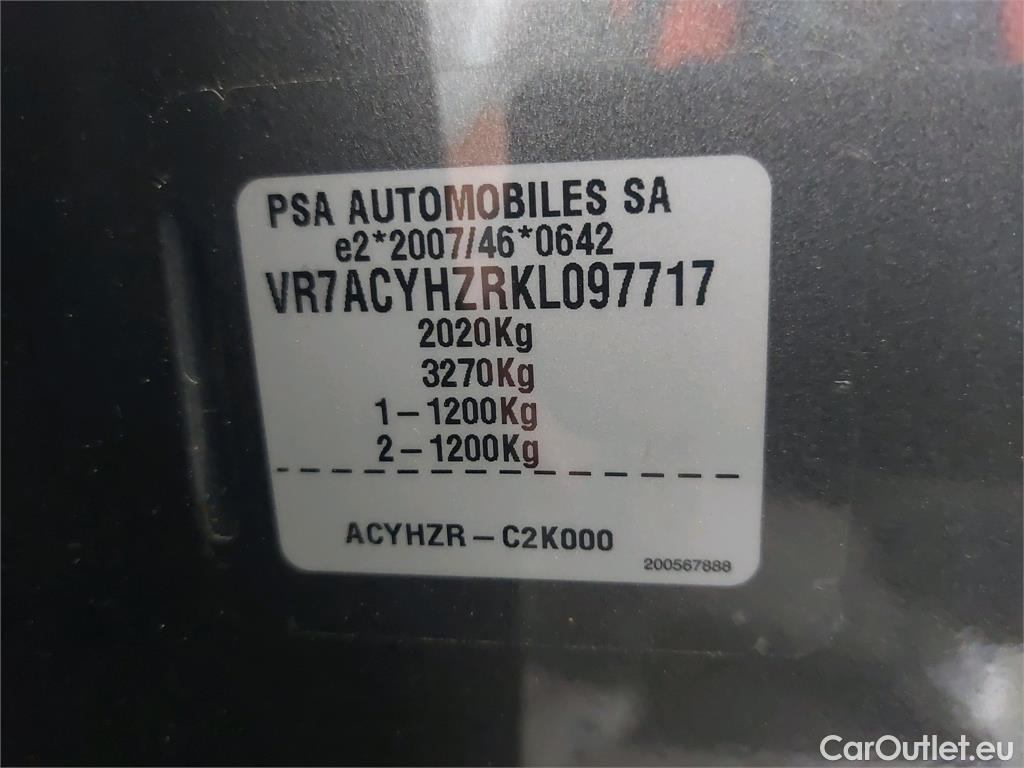 PSA AUTOMOBILES SA
e2*2007/46*0642
VR7ACYHZRKL097717
2020Kg
3270Kg
1-1200Kg
2-1200Kg
ACYHZR-C2K000
200567888
CarOutlet.eu